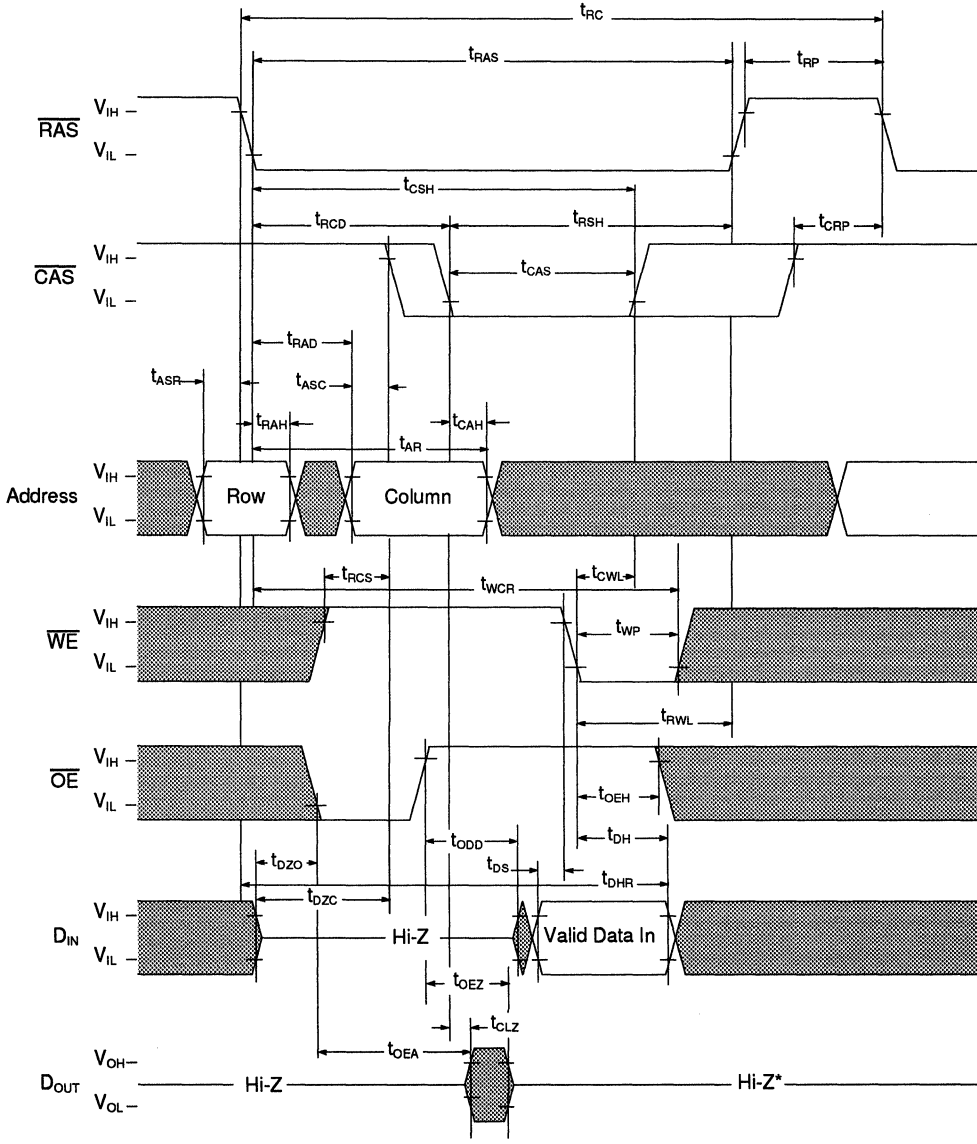 tRC
tRAS
tRP
RAS
VIH
VIL
tCSH
tRCD
tRSH
tCRP
CAS
VIH
VIL
tCAS
tRAD
tASR
tASC
tRAH
tCAH
tAR
Address
VIH
VIL
Row
Column
tRCS
tCWL
tWCR
WE
VIH
VIL
tWP
tRWL
OE
VIH
VIL
tOEH
tODD
tDH
tDZO
tDS
tDHR
tDZC
DIN
VIH
VIL
Hi-Z
Valid Data In
tOEZ
tCLZ
tOEA
DOUT
VOH
VOL
Hi-Z
Hi-Z*